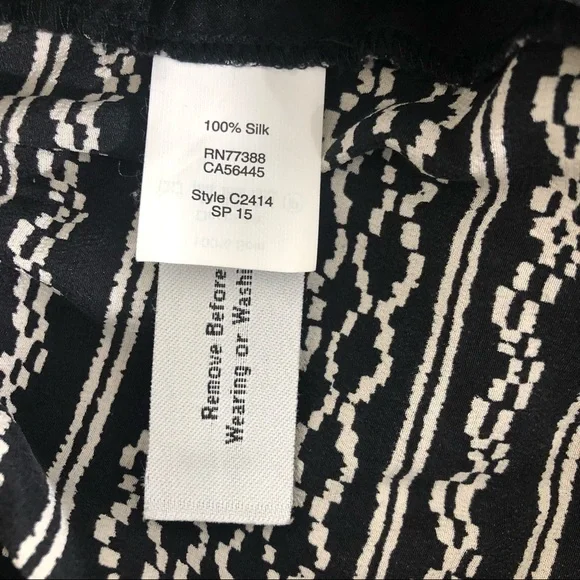 100% Silk
RN77388
CA56445
Style C2414
SP 15
Remove Before
Wearing or Washi